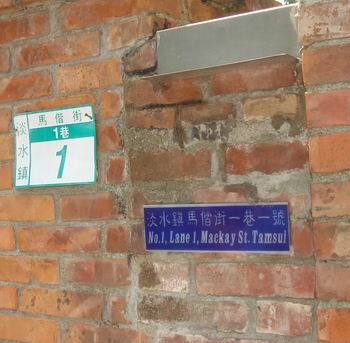 淡水鎮
馬偕街
1巷
1
淡水鎮馬偕街一巷一號
No.1, Lane 1, Mackay St. Tamsui